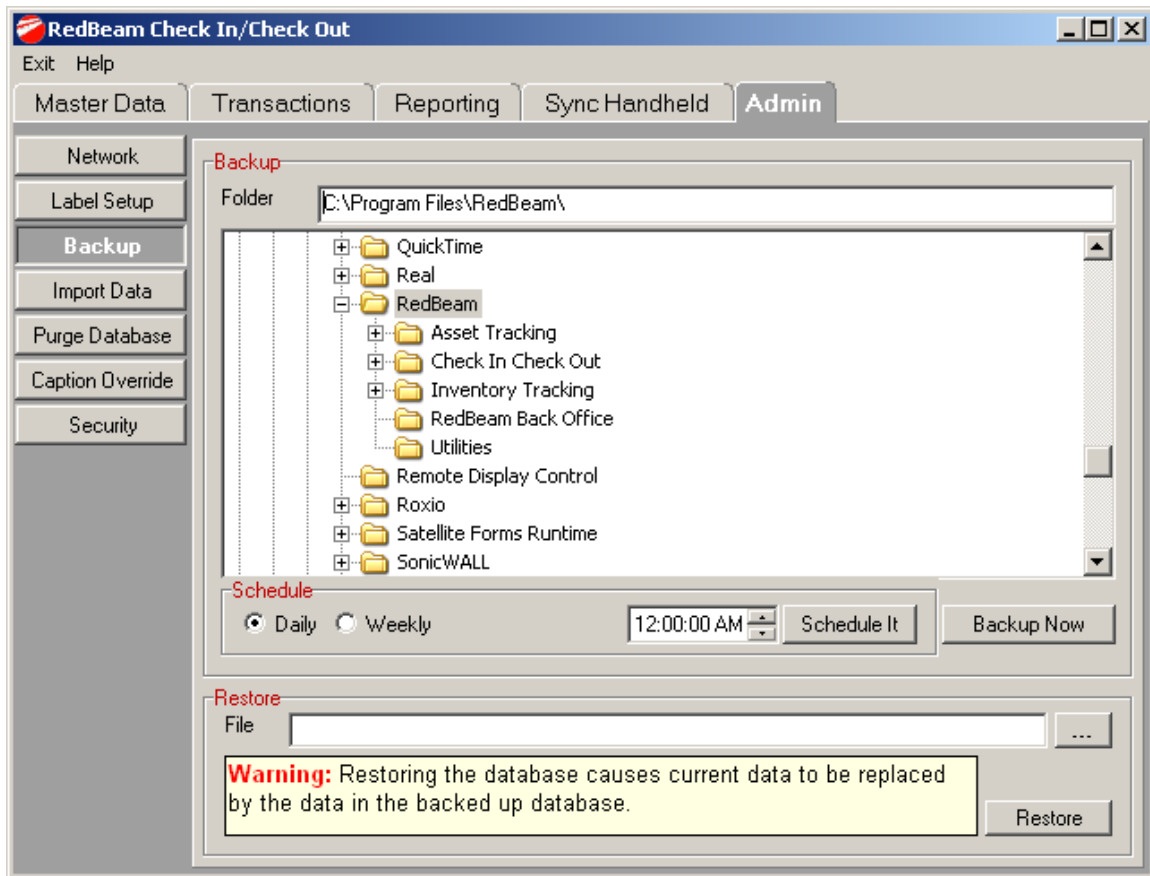 RedBeam Check In/Check Out
Exit Help
Master Data Transactions Reporting Sync Handheld Admin
Network
Label Setup
Backup
Import Data
Purge Database
Caption Override
Security
Backup
Folder C:\Program Files\RedBeam\
QuickTime
Real
RedBeam
Asset Tracking
Check In Check Out
Inventory Tracking
RedBeam Back Office
Utilities
Remote Display Control
Roxio
Satellite Forms Runtime
SonicWALL
Schedule
Daily Weekly 12:00:00 AM Schedule It Backup Now
Restore
File ...
Warning: Restoring the database causes current data to be replaced
by the data in the backed up database.
Restore